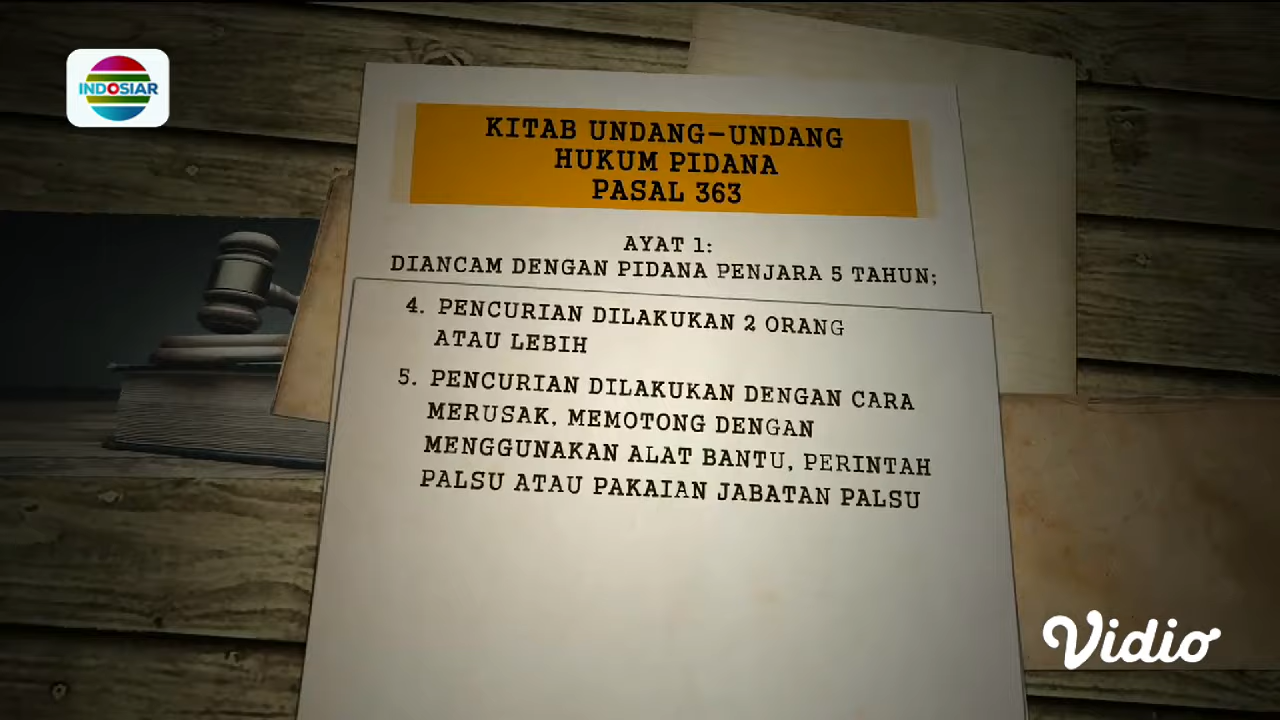 INDOSIAR
KITAB UNDANG-UNDANG
HUKUM PIDANA
PASAL 363
AYAT 1:
DIANCAM DENGAN PIDANA PENJARA 5 TAHUN;
4. PENCURIAN DILAKUKAN 2 ORANG
ATAU LEBIH
5. PENCURIAN DILAKUKAN DENGAN CARA
MERUSAK, MEMOTONG DENGAN
MENGGUNAKAN ALAT BANTU, PERINTAH
PALSU ATAU PAKAIAN JABATAN PALSU
Vidio